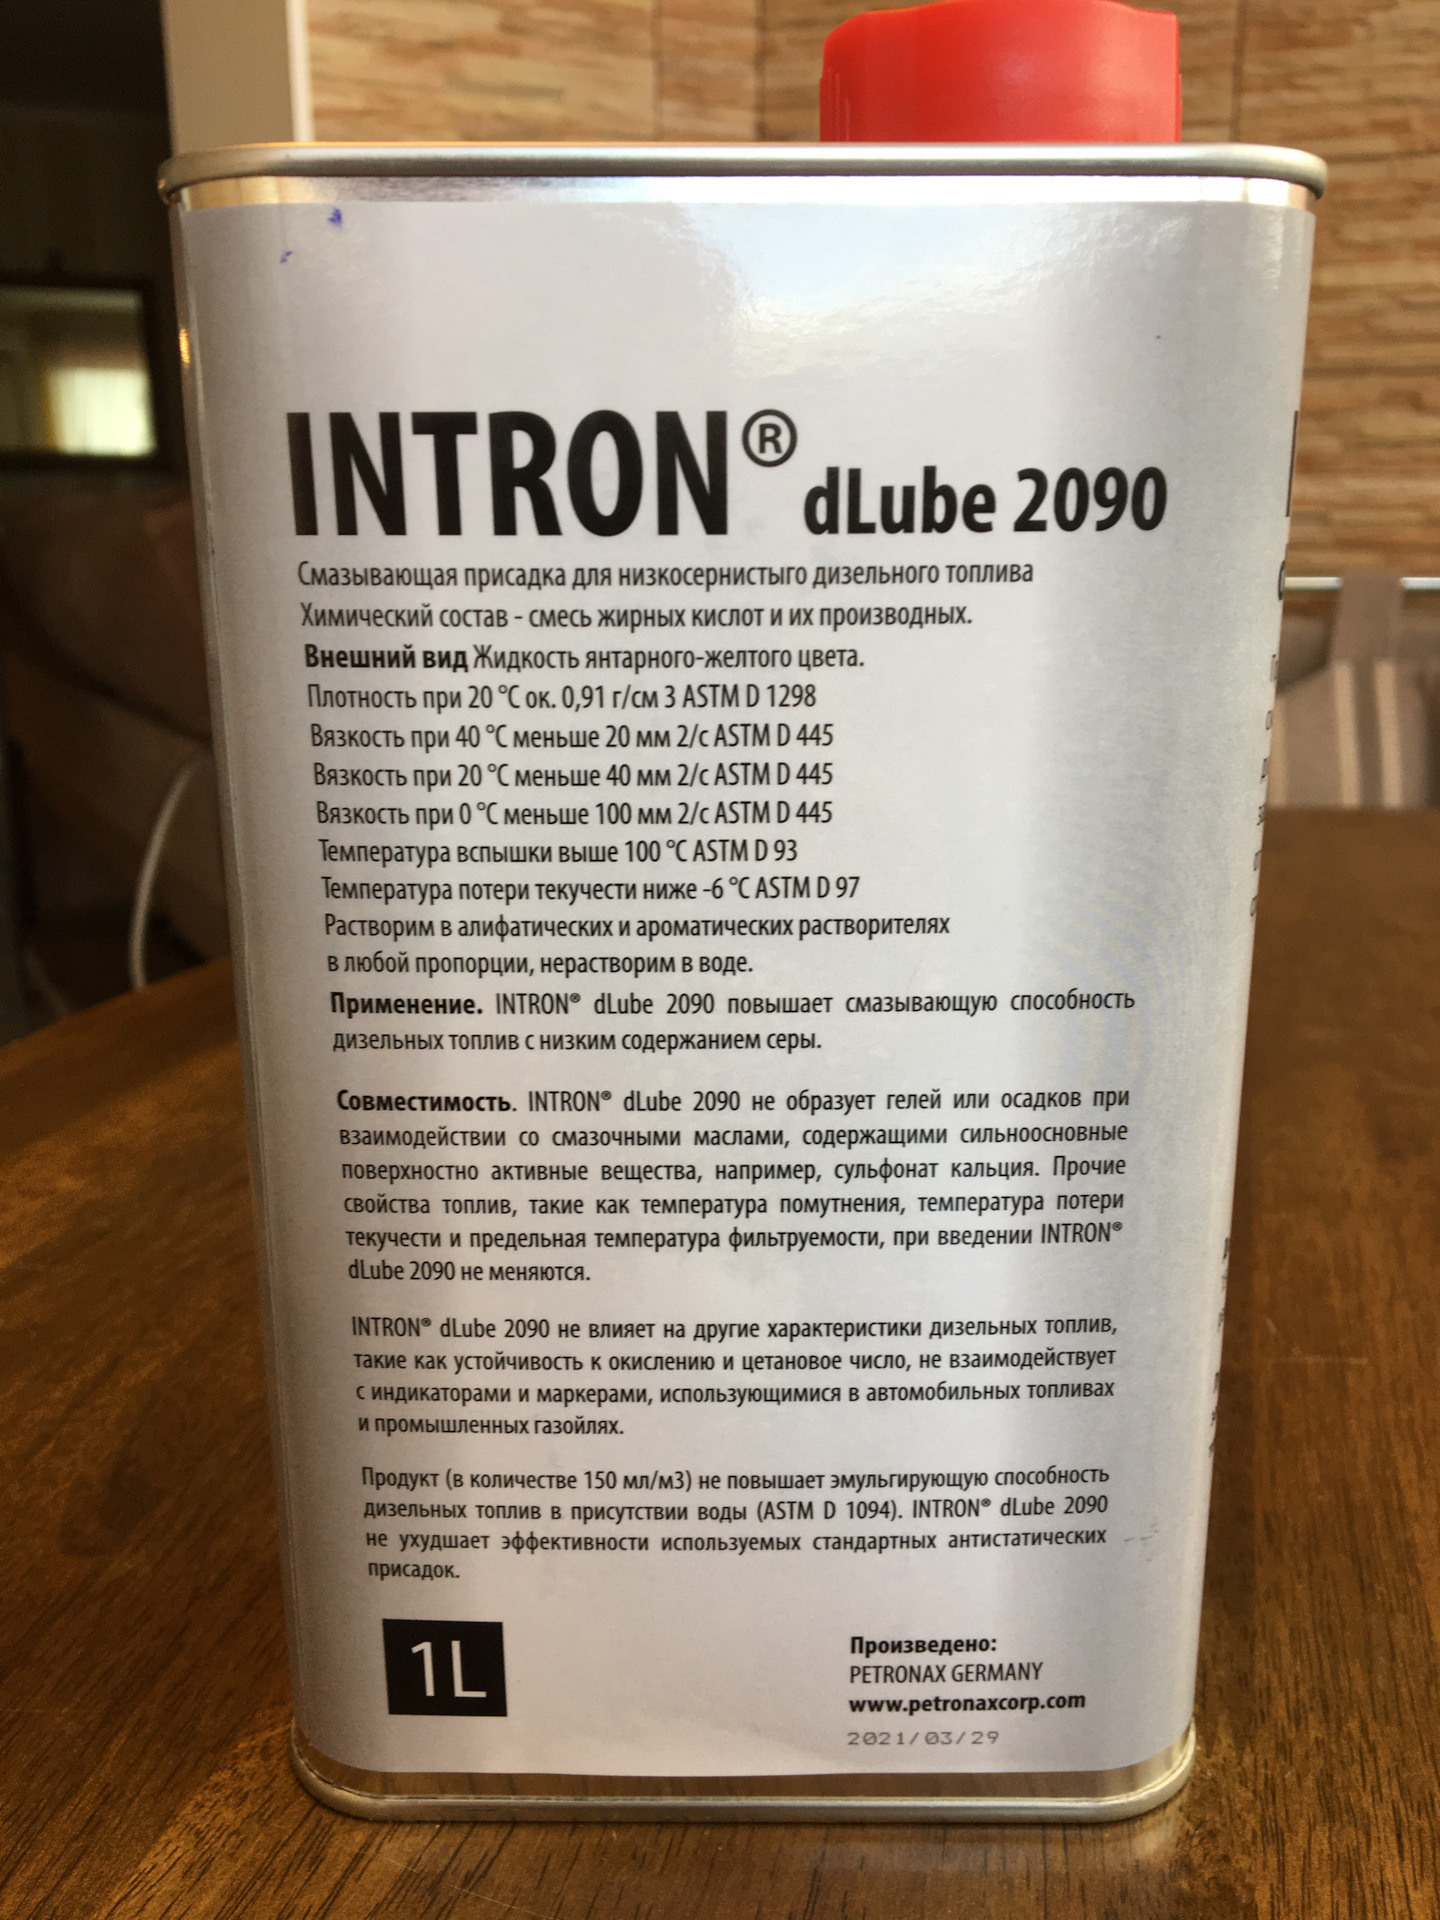 INTRON® dLube 2090
Смазывающая присадка для низкосернистыго дизельного топлива
Химический состав - смесь жирных кислот и их производных.
Внешний вид Жидкость янтарного-желтого цвета.
Плотность при 20 °C ок. 0,91 г/см 3 ASTM D 1298
Вязкость при 40 °C меньше 20 мм 2/с ASTM D 445
Вязкость при 20 °C меньше 40 мм 2/с ASTM D 445
Вязкость при 0 °C меньше 100 мм 2/с ASTM D 445
Температура вспышки выше 100 °C ASTM D 93
Температура потери текучести ниже -6 °C ASTM D 97
Растворим в алифатических и ароматических растворителях
в любой пропорции, нерастворим в воде.
Применение. INTRON® dLube 2090 повышает смазывающую способность
дизельных топлив с низким содержанием серы.
Совместимость. INTRON® dLube 2090 не образует гелей или осадков при
взаимодействии со смазочными маслами, содержащими сильноосновные
поверхностно активные вещества, например, сульфонат кальция. Прочие
свойства топлив, такие как температура помутнения, температура потери
текучести и предельная температура фильтруемости, при введении INTRON®
dLube 2090 не меняются.
INTRON® dLube 2090 не влияет на другие характеристики дизельных топлив,
такие как устойчивость к окислению и цетановое число, не взаимодействует
с индикаторами и маркерами, использующимися в автомобильных топливах
и промышленных газойлях.
Продукт (в количестве 150 мл/м3) не повышает эмульгирующую способность
дизельных топлив в присутствии воды (ASTM D 1094). INTRON® dLube 2090
не ухудшает эффективности используемых стандартных антистатических
присадок.
1L
Произведено:
PETRONAX GERMANY
www.petronaxcorp.com
2021/03/29